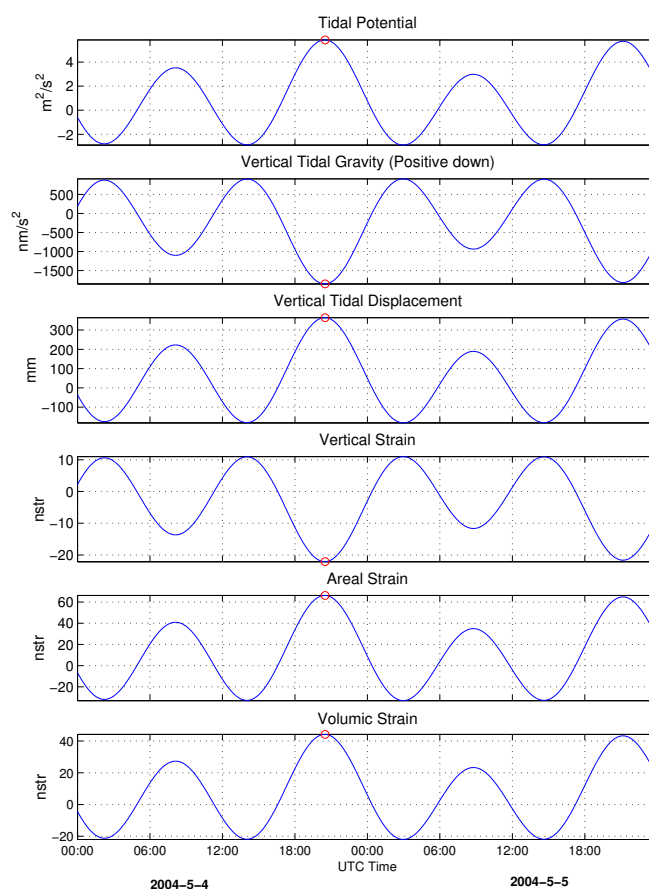 Tidal Potential
4
2
0
−2
m²/s²
Vertical Tidal Gravity (Positive down)
500
0
−500
−1000
−1500
nm/s²
Vertical Tidal Displacement
300
200
100
0
−100
mm
Vertical Strain
10
0
−10
−20
nstr
Areal Strain
60
40
20
0
−20
nstr
Volumic Strain
40
20
0
−20
nstr
00:00 06:00 12:00 18:00 00:00 06:00 12:00 18:00
UTC Time
2004−5−4 2004−5−5